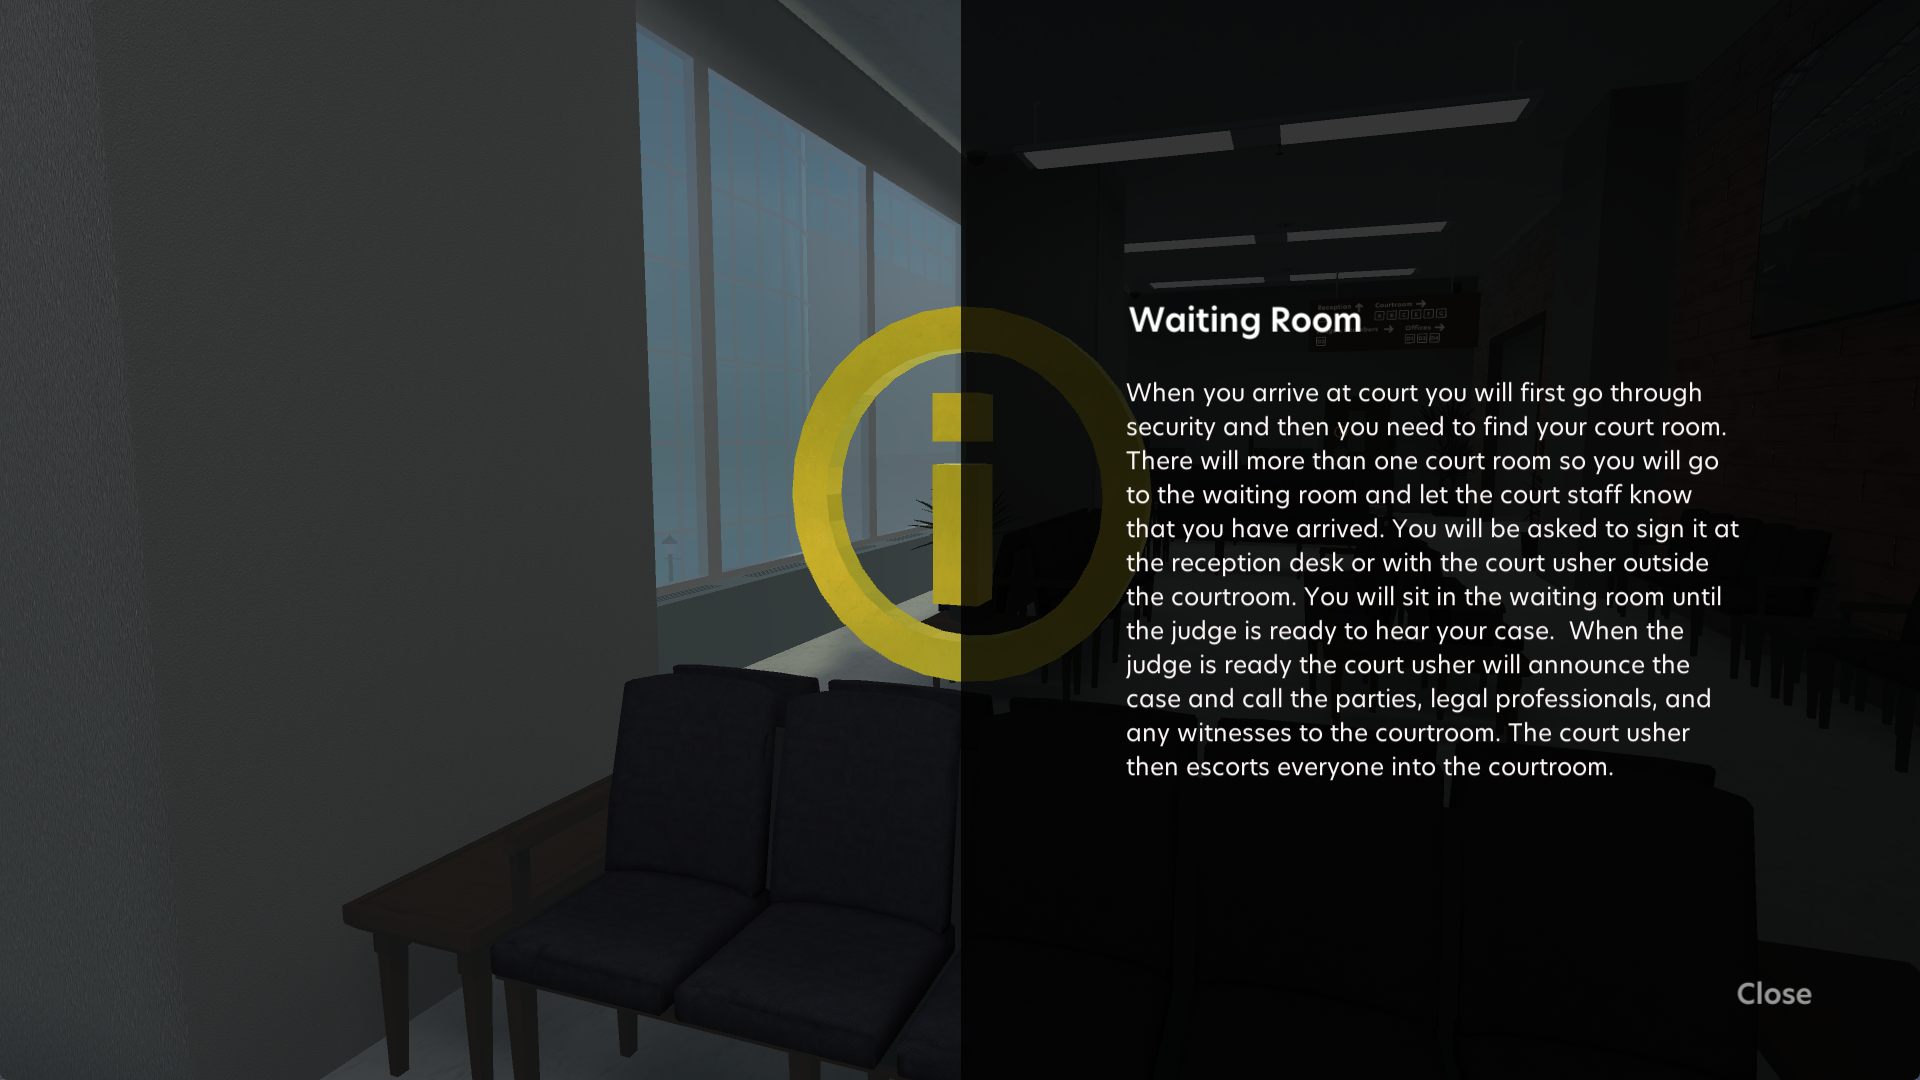 Waiting Room
Reception Courtroom
Offices
When you arrive at court you will first go through
security and then you need to find your court room.
There will more than one court room so you will go
to the waiting room and let the court staff know
that you have arrived. You will be asked to sign it at
the reception desk or with the court usher outside
the courtroom. You will sit in the waiting room until
the judge is ready to hear your case.  When the
judge is ready the court usher will announce the
case and call the parties, legal professionals, and
any witnesses to the courtroom. The court usher
then escorts everyone into the courtroom.
Close